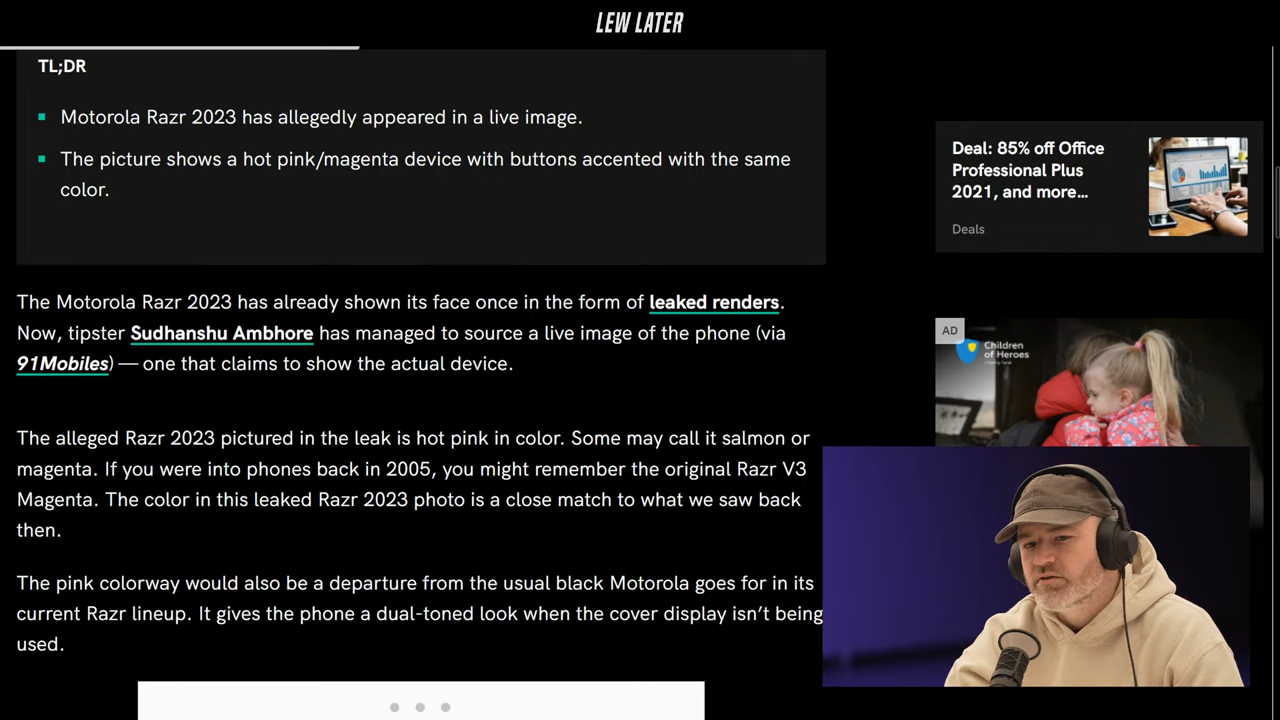 LEW LATER
TL;DR
Motorola Razr 2023 has allegedly appeared in a live image.
The picture shows a hot pink/magenta device with buttons accented with the same
color.
The Motorola Razr 2023 has already shown its face once in the form of leaked renders.
Now, tipster Sudhanshu Ambhore has managed to source a live image of the phone (via
91Mobiles) — one that claims to show the actual device.
The alleged Razr 2023 pictured in the leak is hot pink in color. Some may call it salmon or
magenta. If you were into phones back in 2005, you might remember the original Razr V3
Magenta. The color in this leaked Razr 2023 photo is a close match to what we saw back
then.
The pink colorway would also be a departure from the usual black Motorola goes for in its
current Razr lineup. It gives the phone a dual-toned look when the cover display isn’t being
used.
Deal: 85% off Office
Professional Plus
2021, and more...
Deals
AD
Children
of Heroes